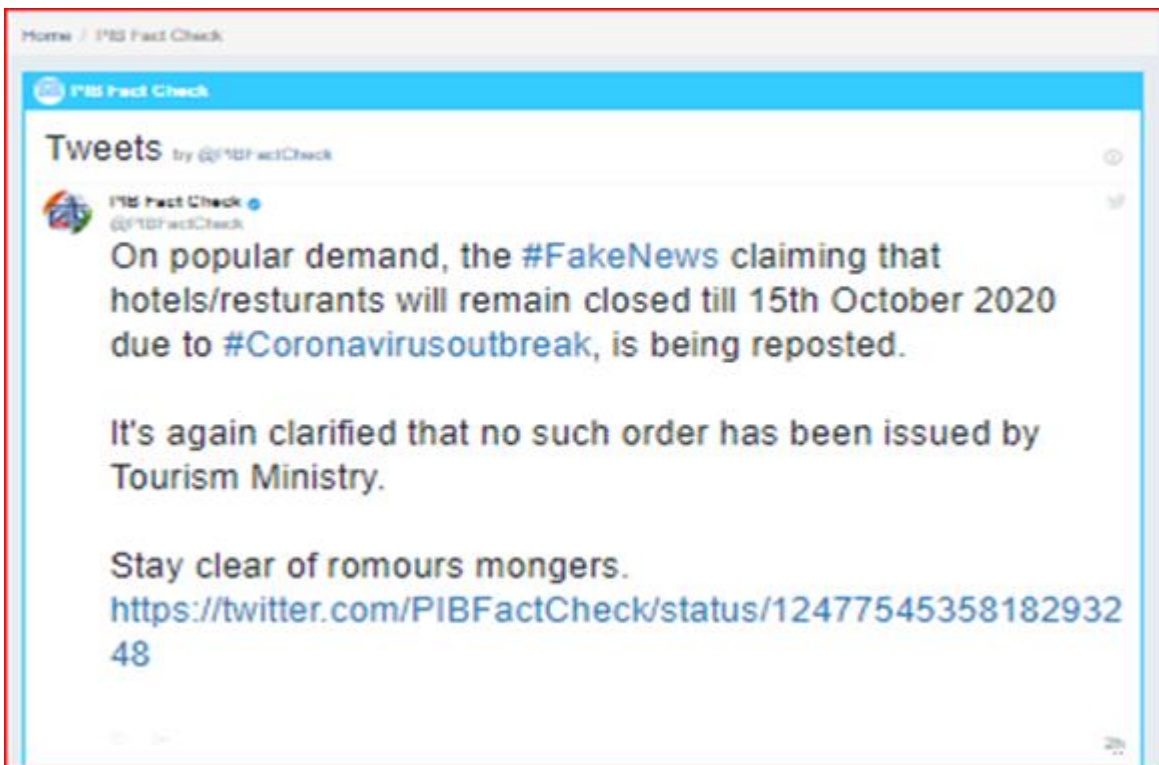 Home / PIB Fact Check
PIB Fact Check
Tweets by @PIBFactCheck
PIB Fact Check
@PIBFactCheck
On popular demand, the #FakeNews claiming that
hotels/resturants will remain closed till 15th October 2020
due to #Coronavirusoutbreak, is being reposted.
It's again clarified that no such order has been issued by
Tourism Ministry.
Stay clear of romours mongers.
https://twitter.com/PIBFactCheck/status/12477545358182932
48